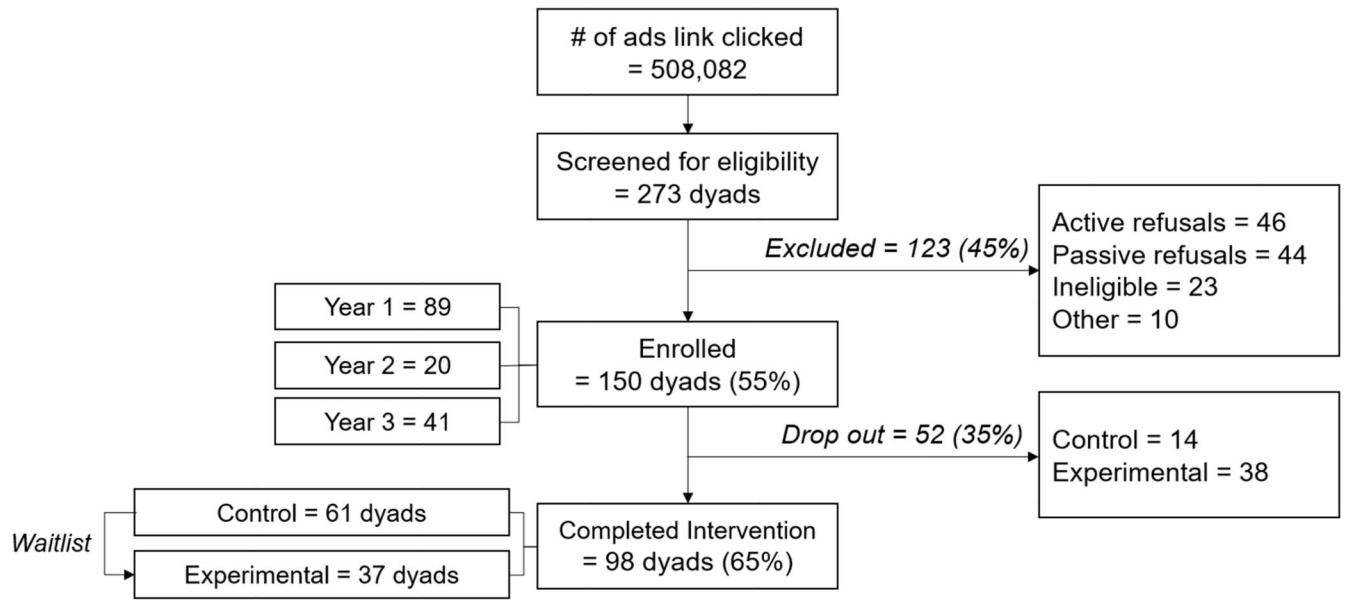 # of ads link clicked
= 508,082
Screened for eligibility
= 273 dyads
Excluded = 123 (45%)
Active refusals = 46
Passive refusals = 44
Ineligible = 23
Other = 10
Year 1 = 89
Year 2 = 20
Year 3 = 41
Enrolled
= 150 dyads (55%)
Drop out = 52 (35%)
Control = 14
Experimental = 38
Waitlist
Control = 61 dyads
Experimental = 37 dyads
Completed Intervention
= 98 dyads (65%)